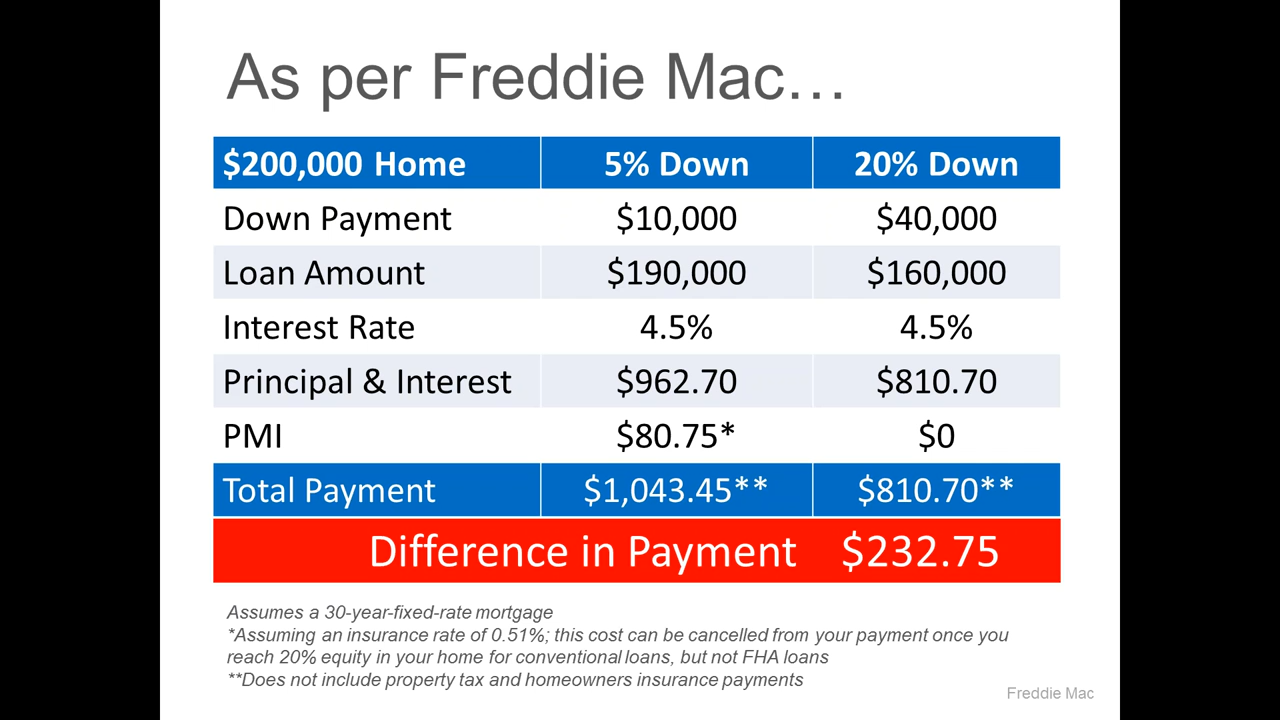 As per Freddie Mac…
$200,000 Home 5% Down 20% Down
Down Payment $10,000 $40,000
Loan Amount $190,000 $160,000
Interest Rate 4.5% 4.5%
Principal & Interest $962.70 $810.70
PMI $80.75* $0
Total Payment $1,043.45** $810.70**
Difference in Payment $232.75
Assumes a 30-year-fixed-rate mortgage
*Assuming an insurance rate of 0.51%; this cost can be cancelled from your payment once you
reach 20% equity in your home for conventional loans, but not FHA loans
**Does not include property tax and homeowners insurance payments
Freddie Mac